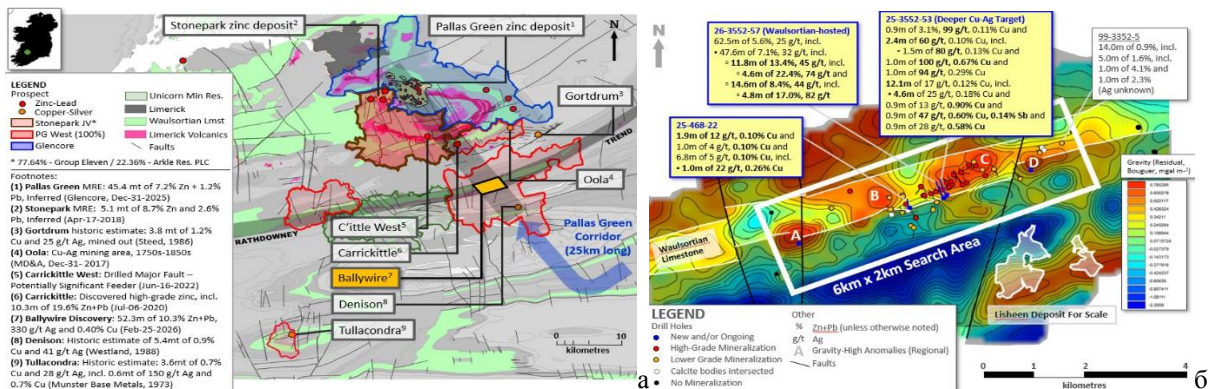 Stonepark zinc deposit²
Pallas Green zinc deposit¹
N
Gortdrum³
TREND
LEGEND
Prospect
Zinc-Lead
Copper-Silver
Stonepark JV*
PG West (100%)
Glencore
Unicorn Min Res.
Limerick
Waulsortian Lmst
Limerick Volcanics
Faults
* 77.64% - Group Eleven / 22.36% - Arkle Res. PLC
Footnotes:
(1) Pallas Green MRE: 45.4 mt of 7.2% Zn + 1.2%
Pb, Inferred (Glencore, Dec-31-2025)
(2) Stonepark MRE: 5.1 mt of 8.7% Zn and 2.6%
Pb, Inferred (Apr-17-2018)
(3) Gortdrum historic estimate: 3.8 mt of 1.2%
Cu and 25 g/t Ag, mined out (Steed, 1986)
(4) Oola: Cu-Ag mining area, 1750s-1850s
(MD&A, Dec-31- 2017)
(5) Carrickittle West: Drilled Major Fault –
Potentially Significant Feeder (Jun-16-2022)
(6) Carrickittle: Discovered high-grade zinc, incl.
10.3m of 19.6% Zn+Pb (Jul-06-2020)
(7) Ballywire Discovery: 52.3m of 10.3% Zn+Pb,
330 g/t Ag and 0.40% Cu (Feb-25-2026)
(8) Denison: Historic estimate of 5.4mt of 0.9%
Cu and 41 g/t Ag (Westland, 1988)
(9) Tullacondra: Historic estimate: 3.6mt of 0.7%
Cu and 28 g/t Ag, incl. 0.6mt of 150 g/t Ag and
0.7% Cu (Munster Base Metals, 1973)
Oola⁴
RATHDOWNEY
C'ittle West⁵
Carrickittle⁶
Ballywire⁷
Denison⁸
Tullacondra⁹
Pallas Green
Corridor
(25km long)
0 10
kilometres
а
N
26-3552-57 (Waulsortian-hosted)
62.5m of 5.6%, 25 g/t, incl.
• 47.6m of 7.1%, 32 g/t, incl.
▫ 11.8m of 13.4%, 45 g/t, incl.
▫ 4.6m of 22.4%, 74 g/t and
▫ 14.6m of 8.4%, 44 g/t, incl.
• 4.8m of 17.0%, 82 g/t
25-3552-53 (Deeper Cu-Ag Target)
0.9m of 3.1%, 99 g/t, 0.11% Cu and
2.4m of 60 g/t, 0.10% Cu, incl.
• 1.5m of 80 g/t, 0.13% Cu and
1.0m of 100 g/t, 0.67% Cu and
1.0m of 94 g/t, 0.29% Cu
12.1m of 17 g/t, 0.12% Cu, incl.
• 4.6m of 25 g/t, 0.18% Cu and
0.9m of 13 g/t, 0.90% Cu and
0.9m of 47 g/t, 0.60% Cu, 0.14% Sb and
0.9m of 28 g/t, 0.58% Cu
99-3352-5
14.0m of 0.9%, incl.
5.0m of 1.6%, incl.
1.0m of 4.1% and
1.0m of 2.3%
(Ag unknown)
25-468-22
1.9m of 12 g/t, 0.10% Cu and
1.0m of 4 g/t, 0.10% Cu and
6.8m of 5 g/t, 0.10% Cu, incl.
• 1.0m of 22 g/t, 0.26% Cu
A
B
C
D
Waulsortian
Limestone
6km x 2km Search Area
Gravity (Residual,
Bouguer, mgal m⁻²)
Lisheen Deposit For Scale
LEGEND
Drill Holes
New and/or Ongoing
High-Grade Mineralization
Lower Grade Mineralization
Calcite bodies intersected
No Mineralization
Other
% Zn+Pb (unless otherwise noted)
g/t Ag
A Gravity-High Anomalies (Regional)
Faults
0 2 4
kilometres
б